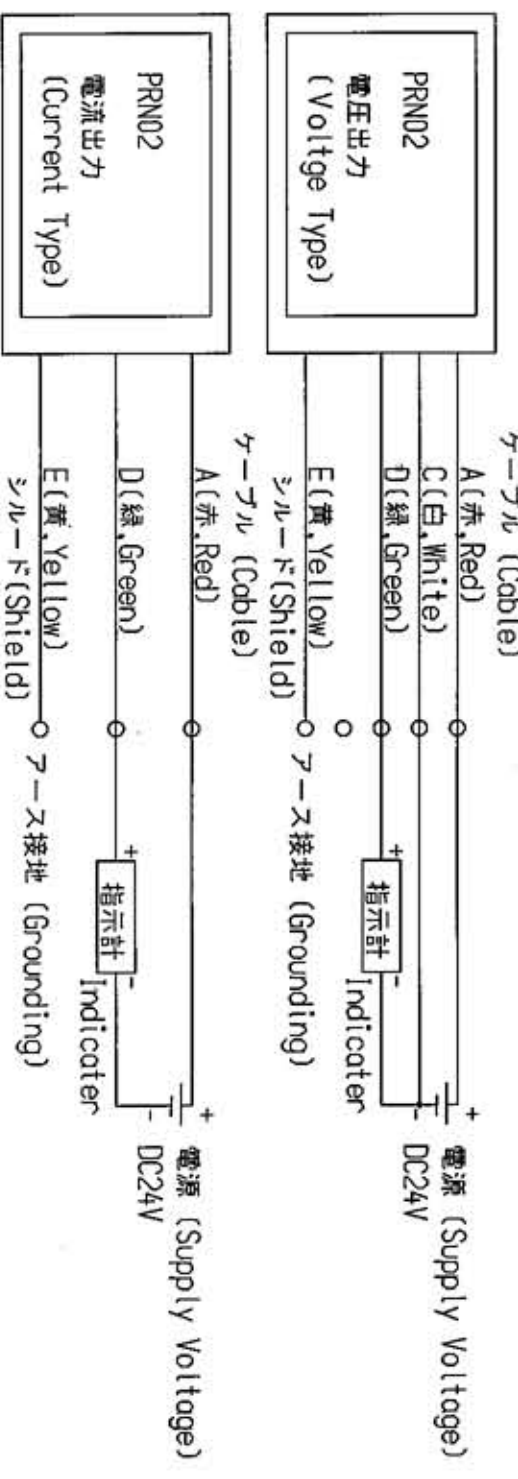 ケーブル (Cable)
PRN02
電圧出力
(Voltge Type)
A(赤,Red)
C(白,White)
D(緑,Green)
E(黄,Yellow)
シルード(Shield)
+
指示計
-
Indicater
アース接地 (Grounding)
+
-
電源 (Supply Voltage)
DC24V
ケーブル (Cable)
PRN02
電流出力
(Current Type)
A(赤,Red)
D(緑,Green)
E(黄,Yellow)
シルード(Shield)
+
指示計
-
Indicater
アース接地 (Grounding)
+
-
電源 (Supply Voltage)
DC24V